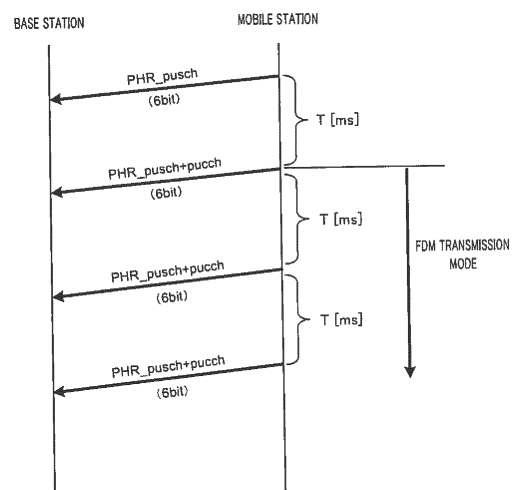 BASE STATION
MOBILE STATION
PHR_pusch
(6bit)
T [ms]
PHR_pusch+pucch
(6bit)
T [ms]
FDM TRANSMISSION
MODE
PHR_pusch+pucch
(6bit)
T [ms]
PHR_pusch+pucch
(6bit)